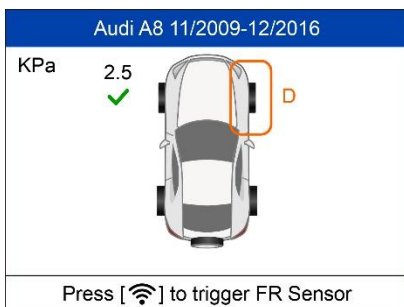 Audi A8 11/2009-12/2016
KPa
2.5
D
Press [ ] to trigger FR Sensor